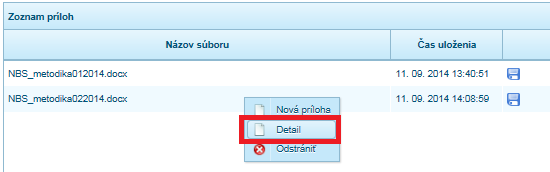 Zoznam príloh
Názov súboru Čas uloženia
NBS_metodika012014.docx 11. 09. 2014 13:40:51
NBS_metodika022014.docx 11. 09. 2014 14:08:59
Nová príloha
Detail
Odstrániť